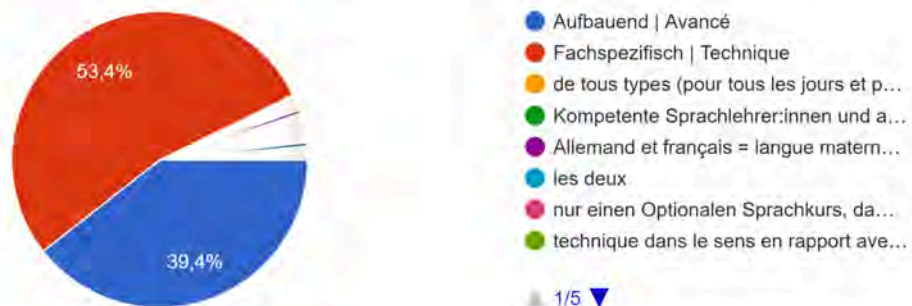 53,4%
39,4%
Aufbauend | Avancé
Fachspezifisch | Technique
de tous types (pour tous les jours et p…
Kompetente Sprachlehrer:innen und a…
Allemand et français = langue matern…
les deux
nur einen Optionalen Sprachkurs, da…
technique dans le sens en rapport ave…
1/5